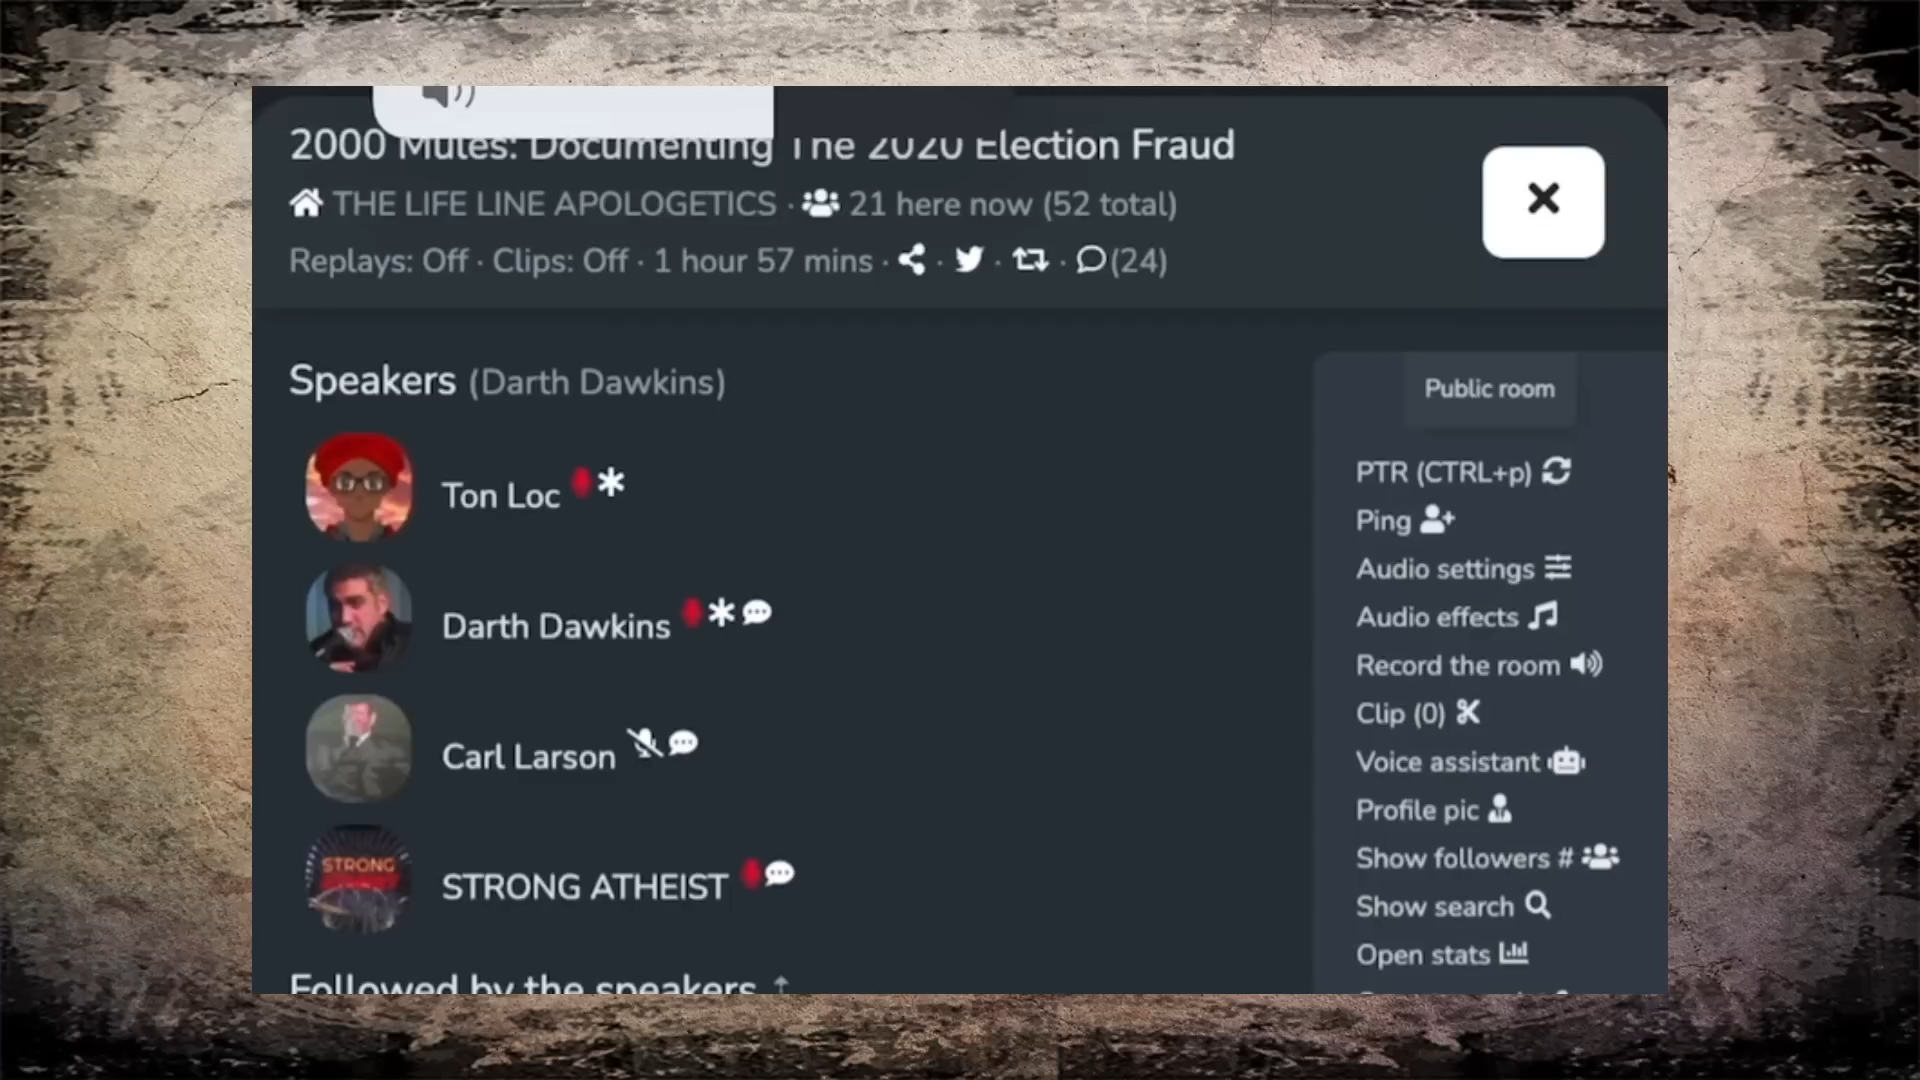 2000 Mules: Documenting The 2020 Election Fraud
THE LIFE LINE APOLOGETICS · 21 here now (52 total)
Replays: Off · Clips: Off · 1 hour 57 mins · · · · (24)
Speakers (Darth Dawkins)
Ton Loc
Darth Dawkins
Carl Larson
STRONG
STRONG ATHEIST
Followed by the speakers
Public room
PTR (CTRL+p)
Ping
Audio settings
Audio effects
Record the room
Clip (0)
Voice assistant
Profile pic
Show followers #
Show search
Open stats